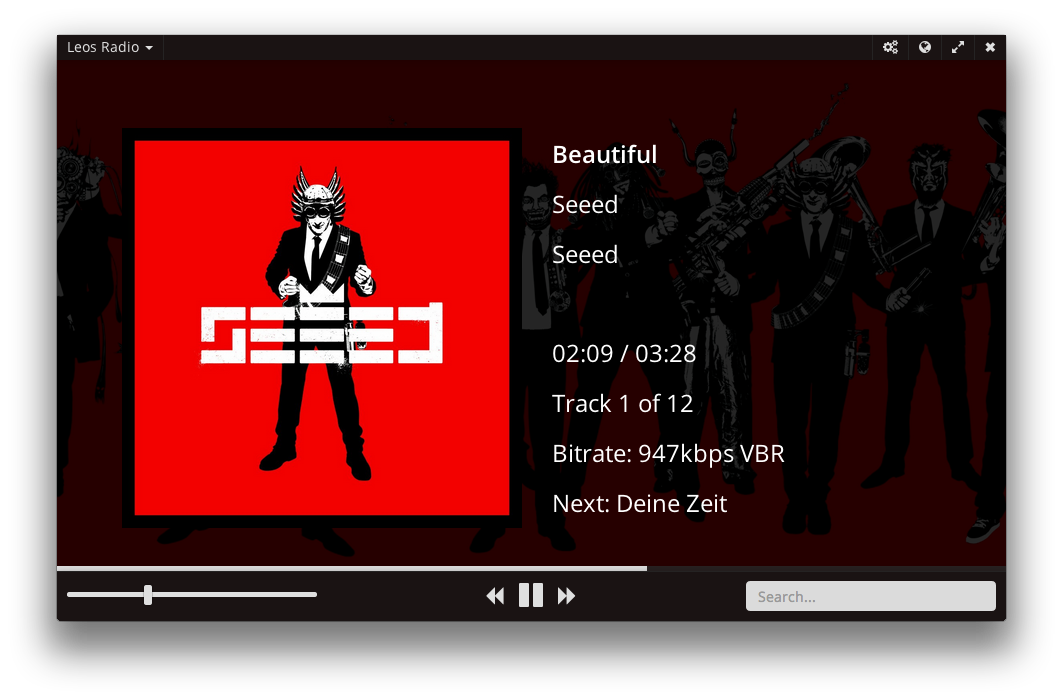 Leos Radio
Beautiful
Seeed
Seeed
seeed
02:09 / 03:28
Track 1 of 12
Bitrate: 947kbps VBR
Next: Deine Zeit
Search...